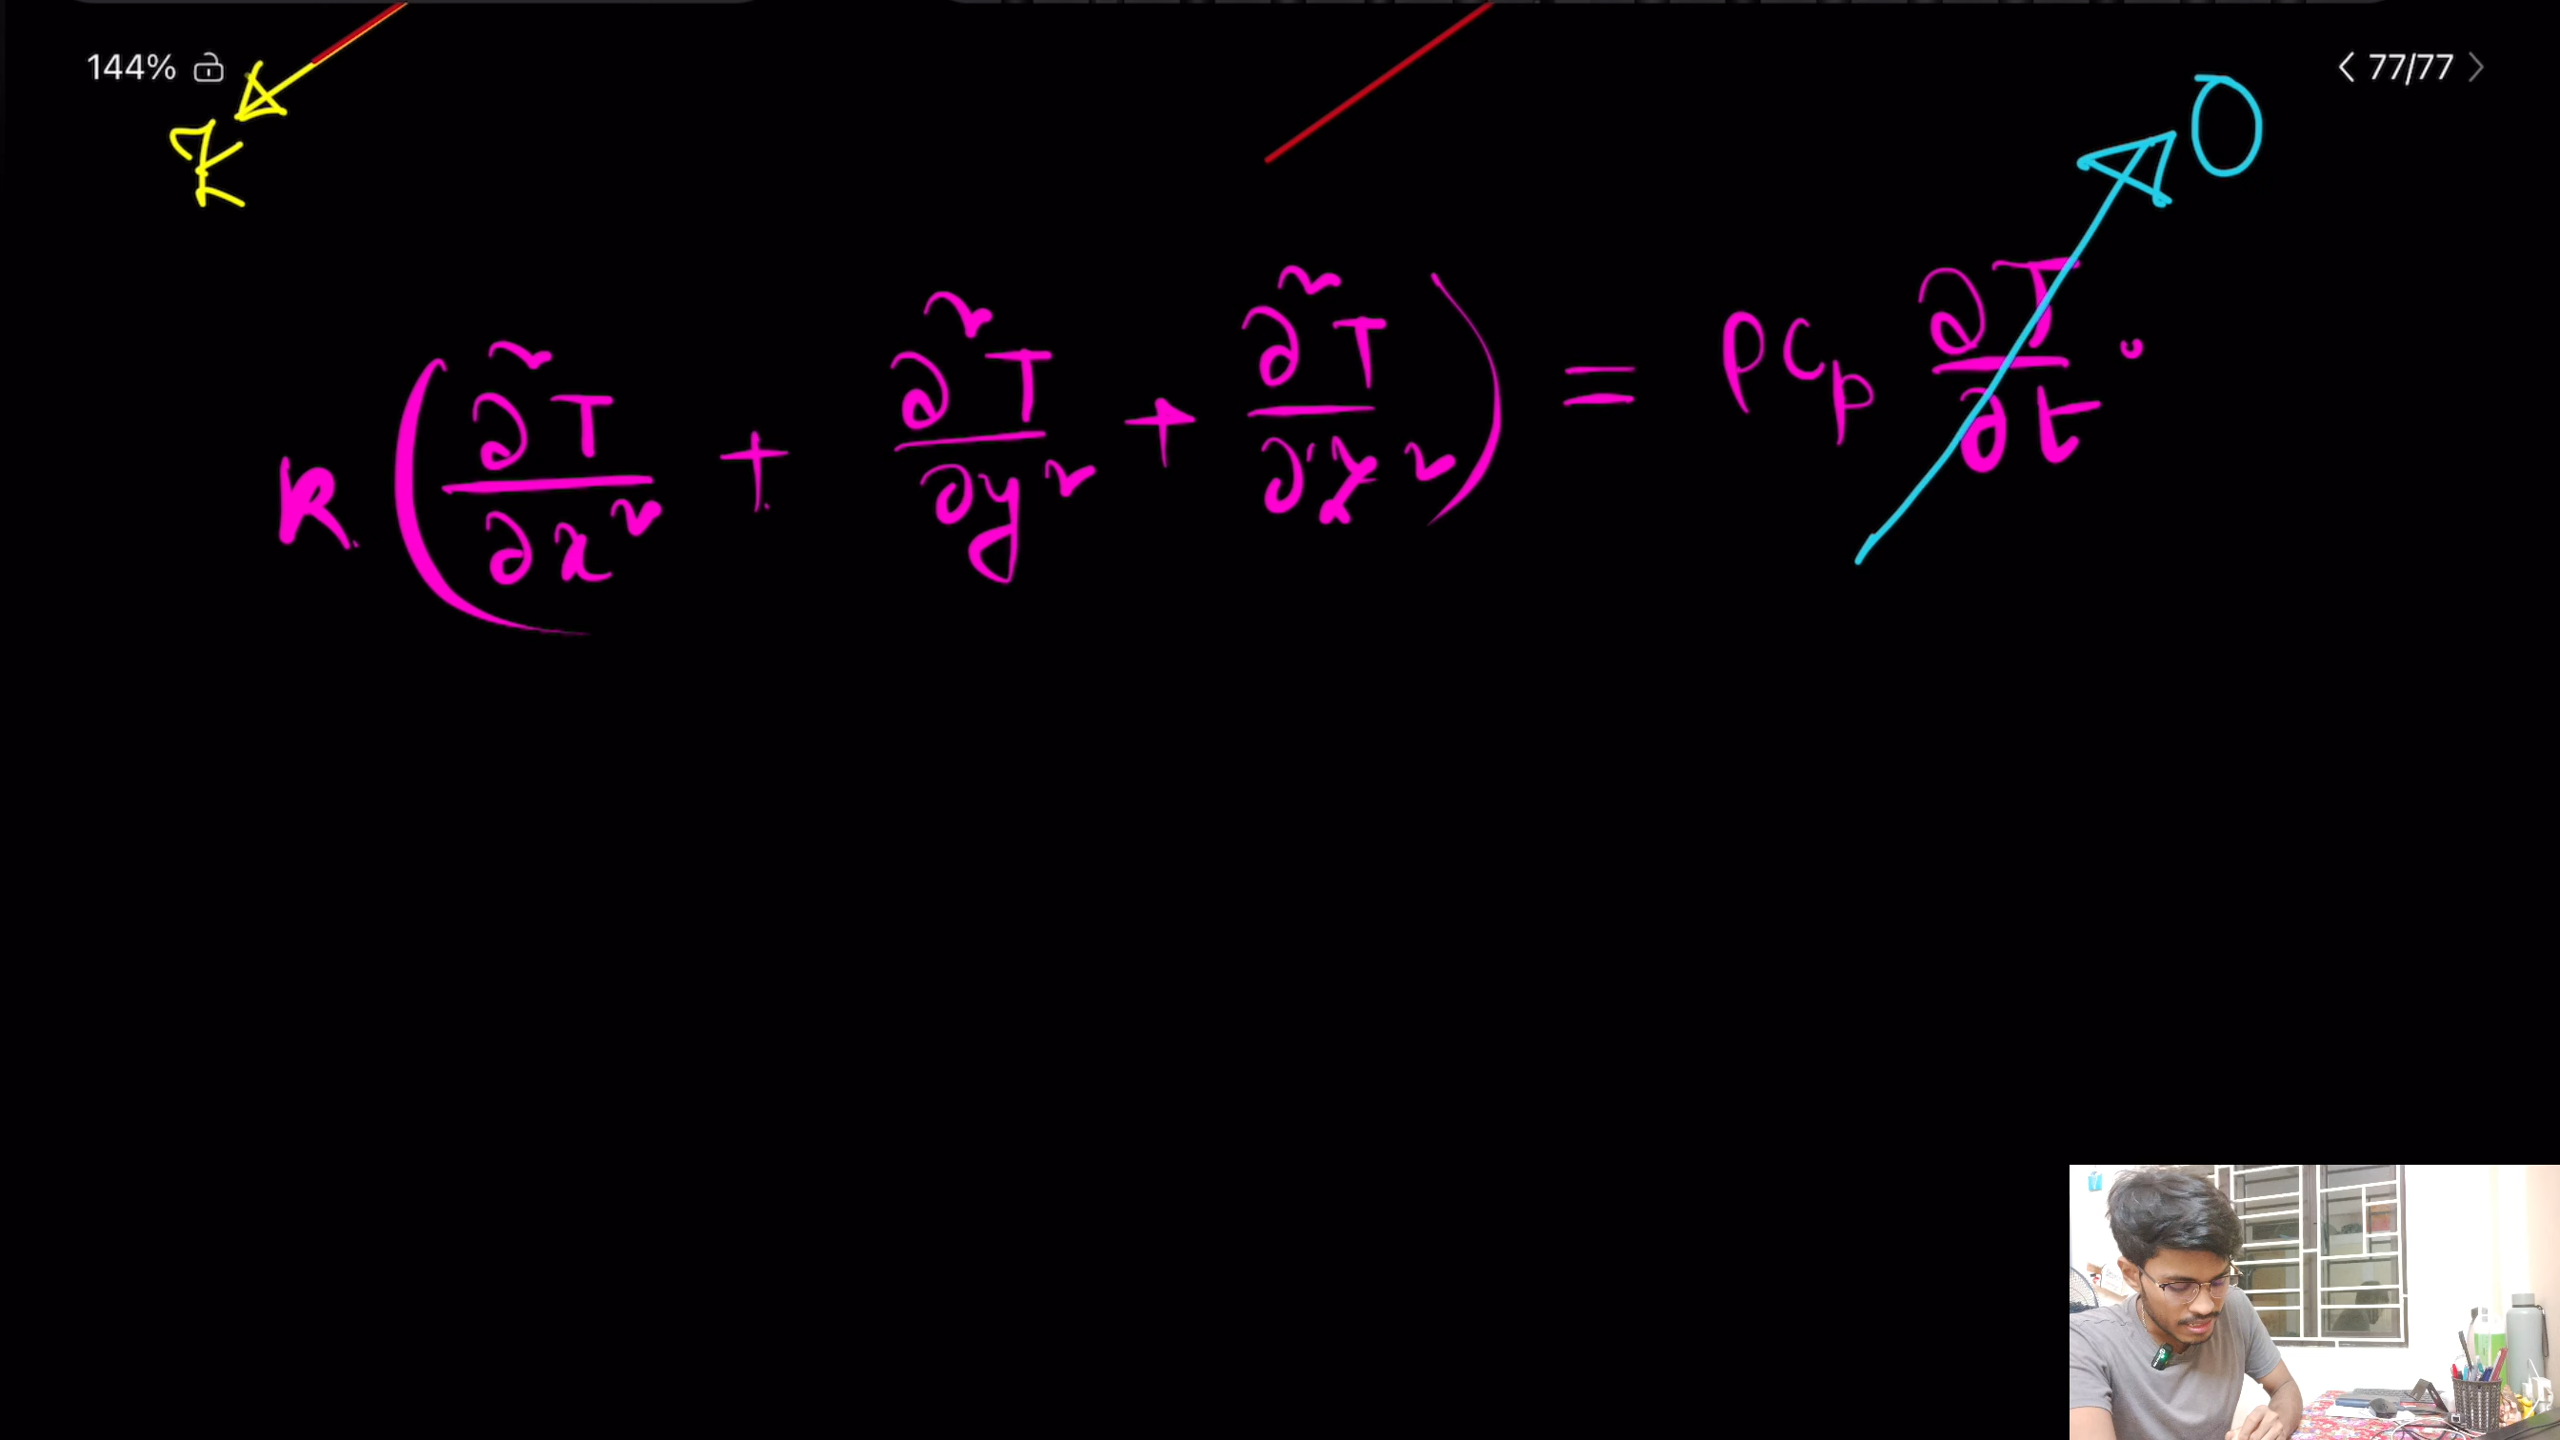 144%
77/77
0
K
K (∂²T/∂x² + ∂²T/∂y² + ∂²T/∂z²) = ρCp ∂T/∂t .